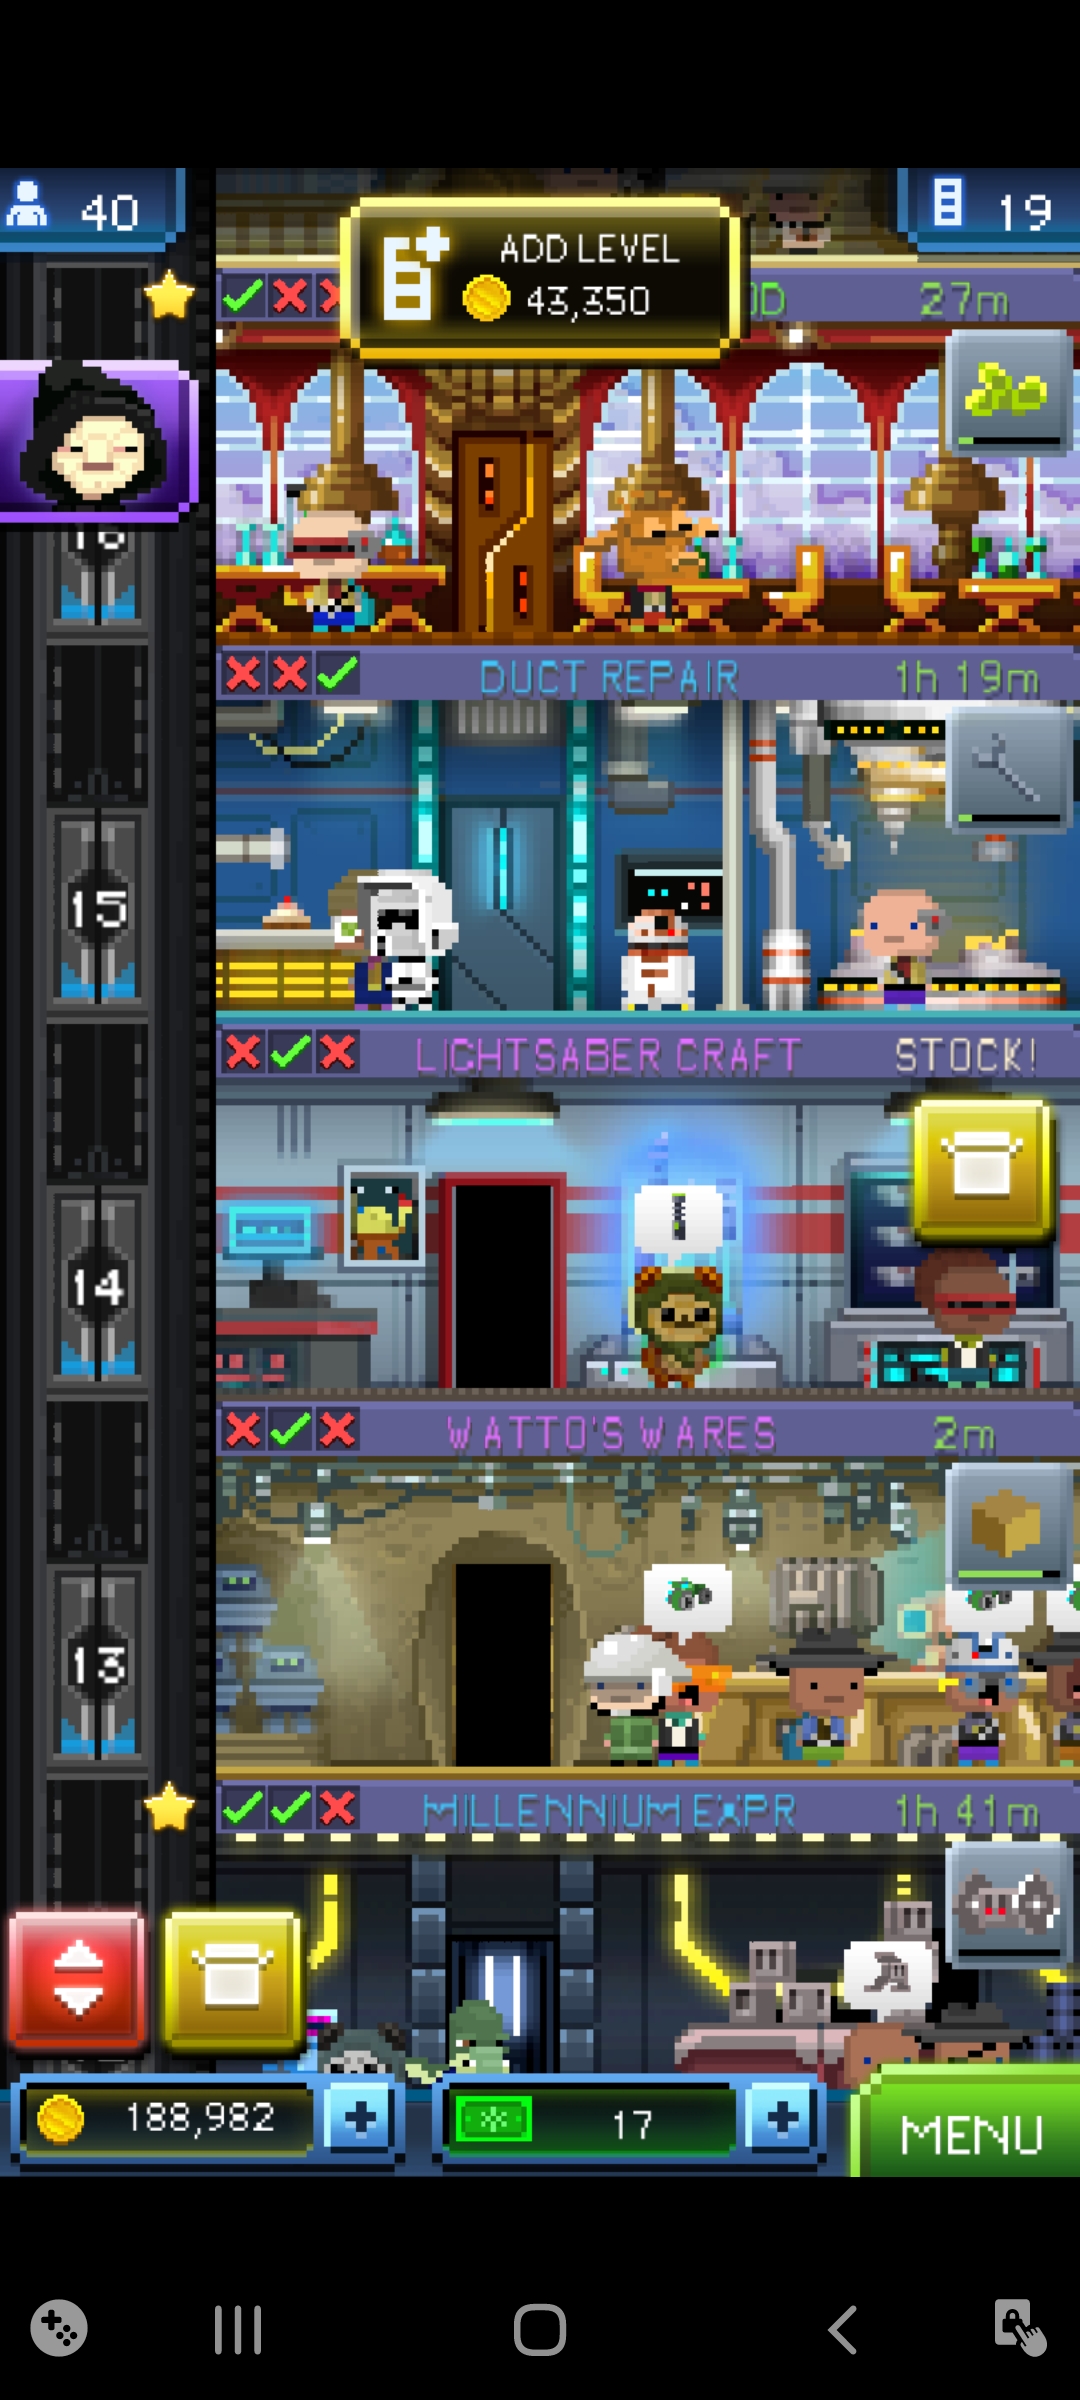 40
ADD LEVEL
43,350
19
27m
16
DUCT REPAIR
1h 19m
15
LIGHTSABER CRAFT
STOCK!
14
WATTO'S WARES
2m
13
MILLENNIUM EXPR
1h 41m
188,982
17
MENU